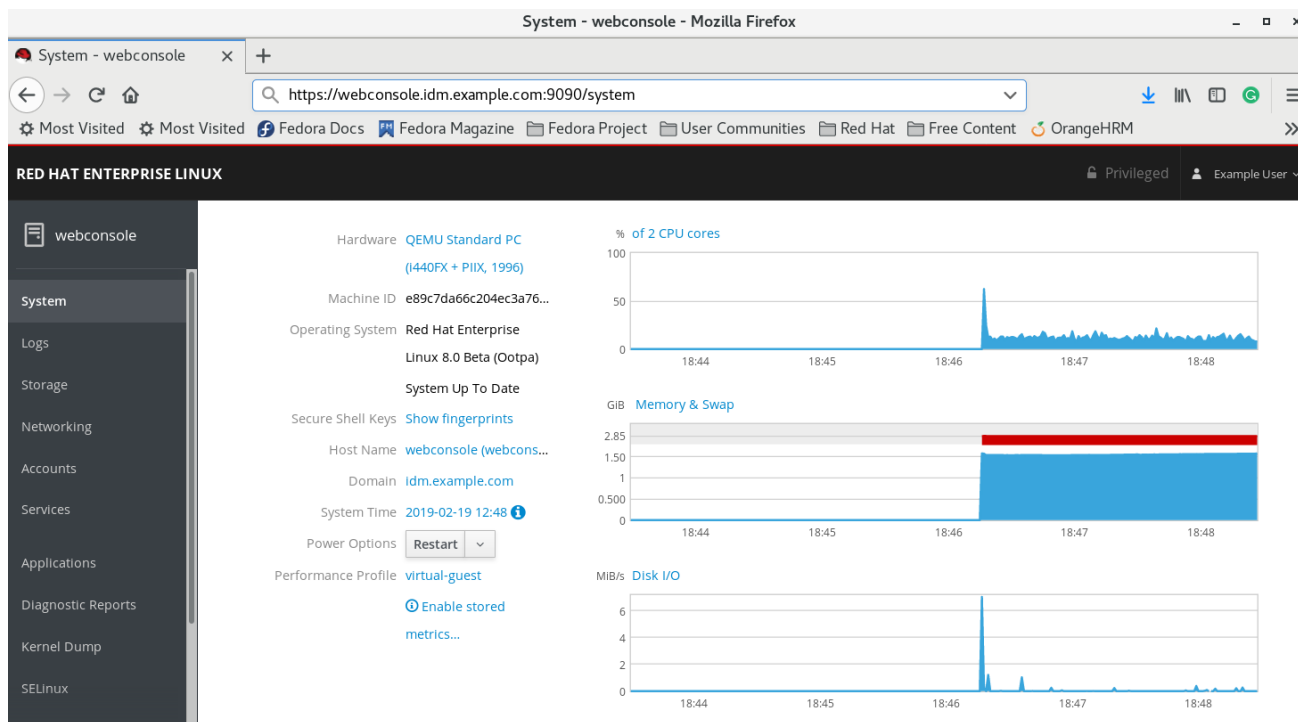 System - webconsole - Mozilla Firefox
System - webconsole
https://webconsole.idm.example.com:9090/system
Most Visited Most Visited Fedora Docs Fedora Magazine Fedora Project User Communities Red Hat Free Content OrangeHRM
RED HAT ENTERPRISE LINUX Privileged Example User
webconsole
System
Logs
Storage
Networking
Accounts
Services
Applications
Diagnostic Reports
Kernel Dump
SELinux
Hardware QEMU Standard PC
(i440FX + PIIX, 1996)
Machine ID e89c7da66c204ec3a76...
Operating System Red Hat Enterprise
Linux 8.0 Beta (Ootpa)
System Up To Date
Secure Shell Keys Show fingerprints
Host Name webconsole (webcons...
Domain idm.example.com
System Time 2019-02-19 12:48
Power Options Restart
Performance Profile virtual-guest
Enable stored
metrics...
% of 2 CPU cores
100
50
0
18:44 18:45 18:46 18:47 18:48
GiB Memory & Swap
2.85
1.50
1
0.500
0
18:44 18:45 18:46 18:47 18:48
MiB/s Disk I/O
6
4
2
0
18:44 18:45 18:46 18:47 18:48